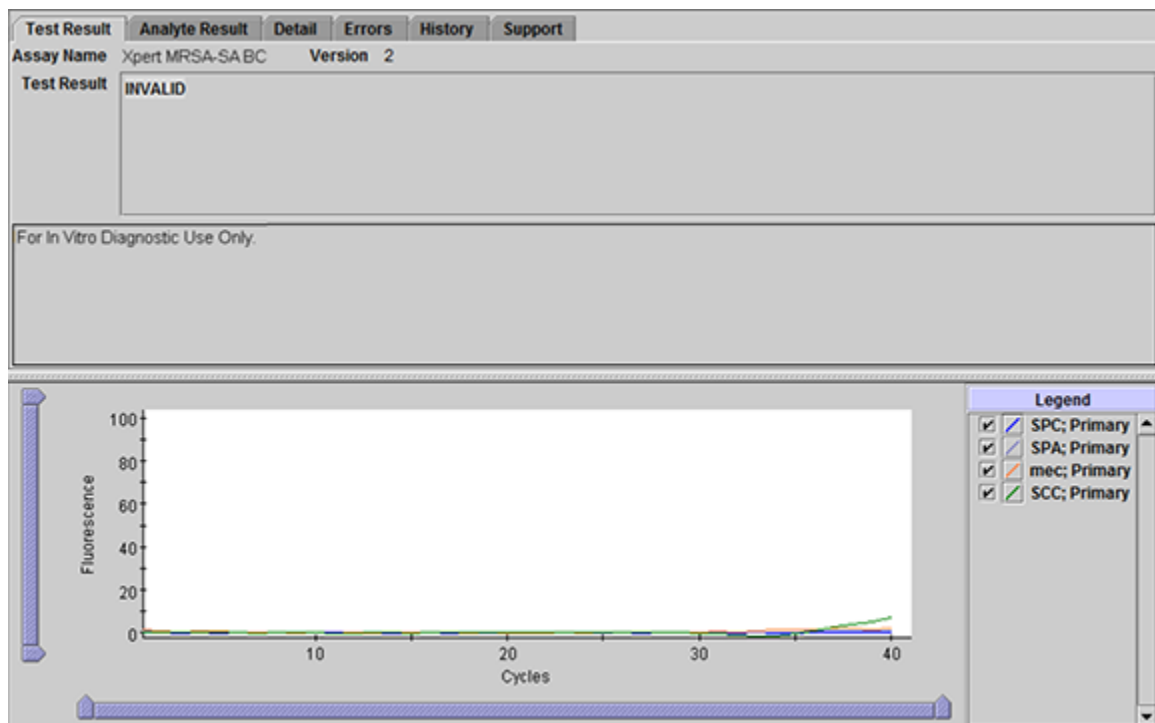 Test Result Analyte Result Detail Errors History Support
Assay Name Xpert MRSA-SA BC Version 2
Test Result INVALID
For In Vitro Diagnostic Use Only.
Legend
SPC; Primary
SPA; Primary
mec; Primary
SCC; Primary
100
80
60
40
20
0
Fluorescence
10 20 30 40
Cycles